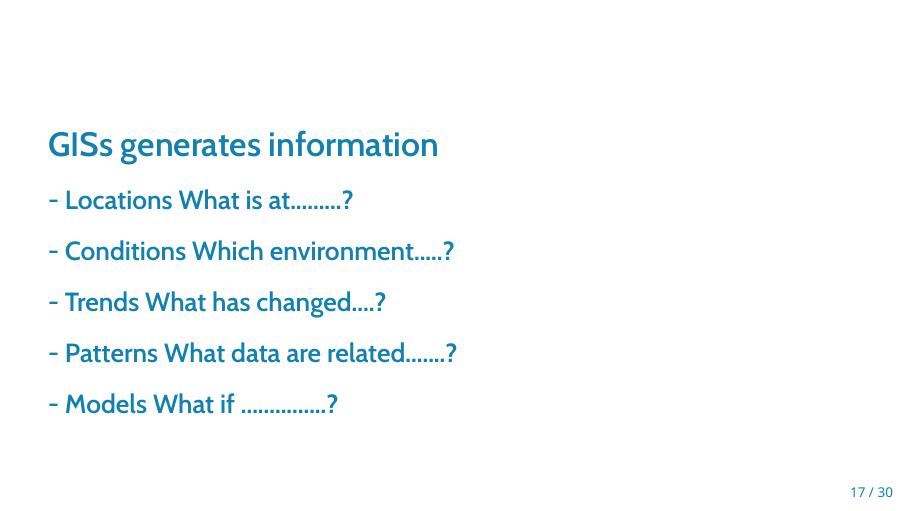 GISs generates information
- Locations What is at.........?
- Conditions Which environment.....?
- Trends What has changed....?
- Patterns What data are related.......?
- Models What if ...............?
17 / 30